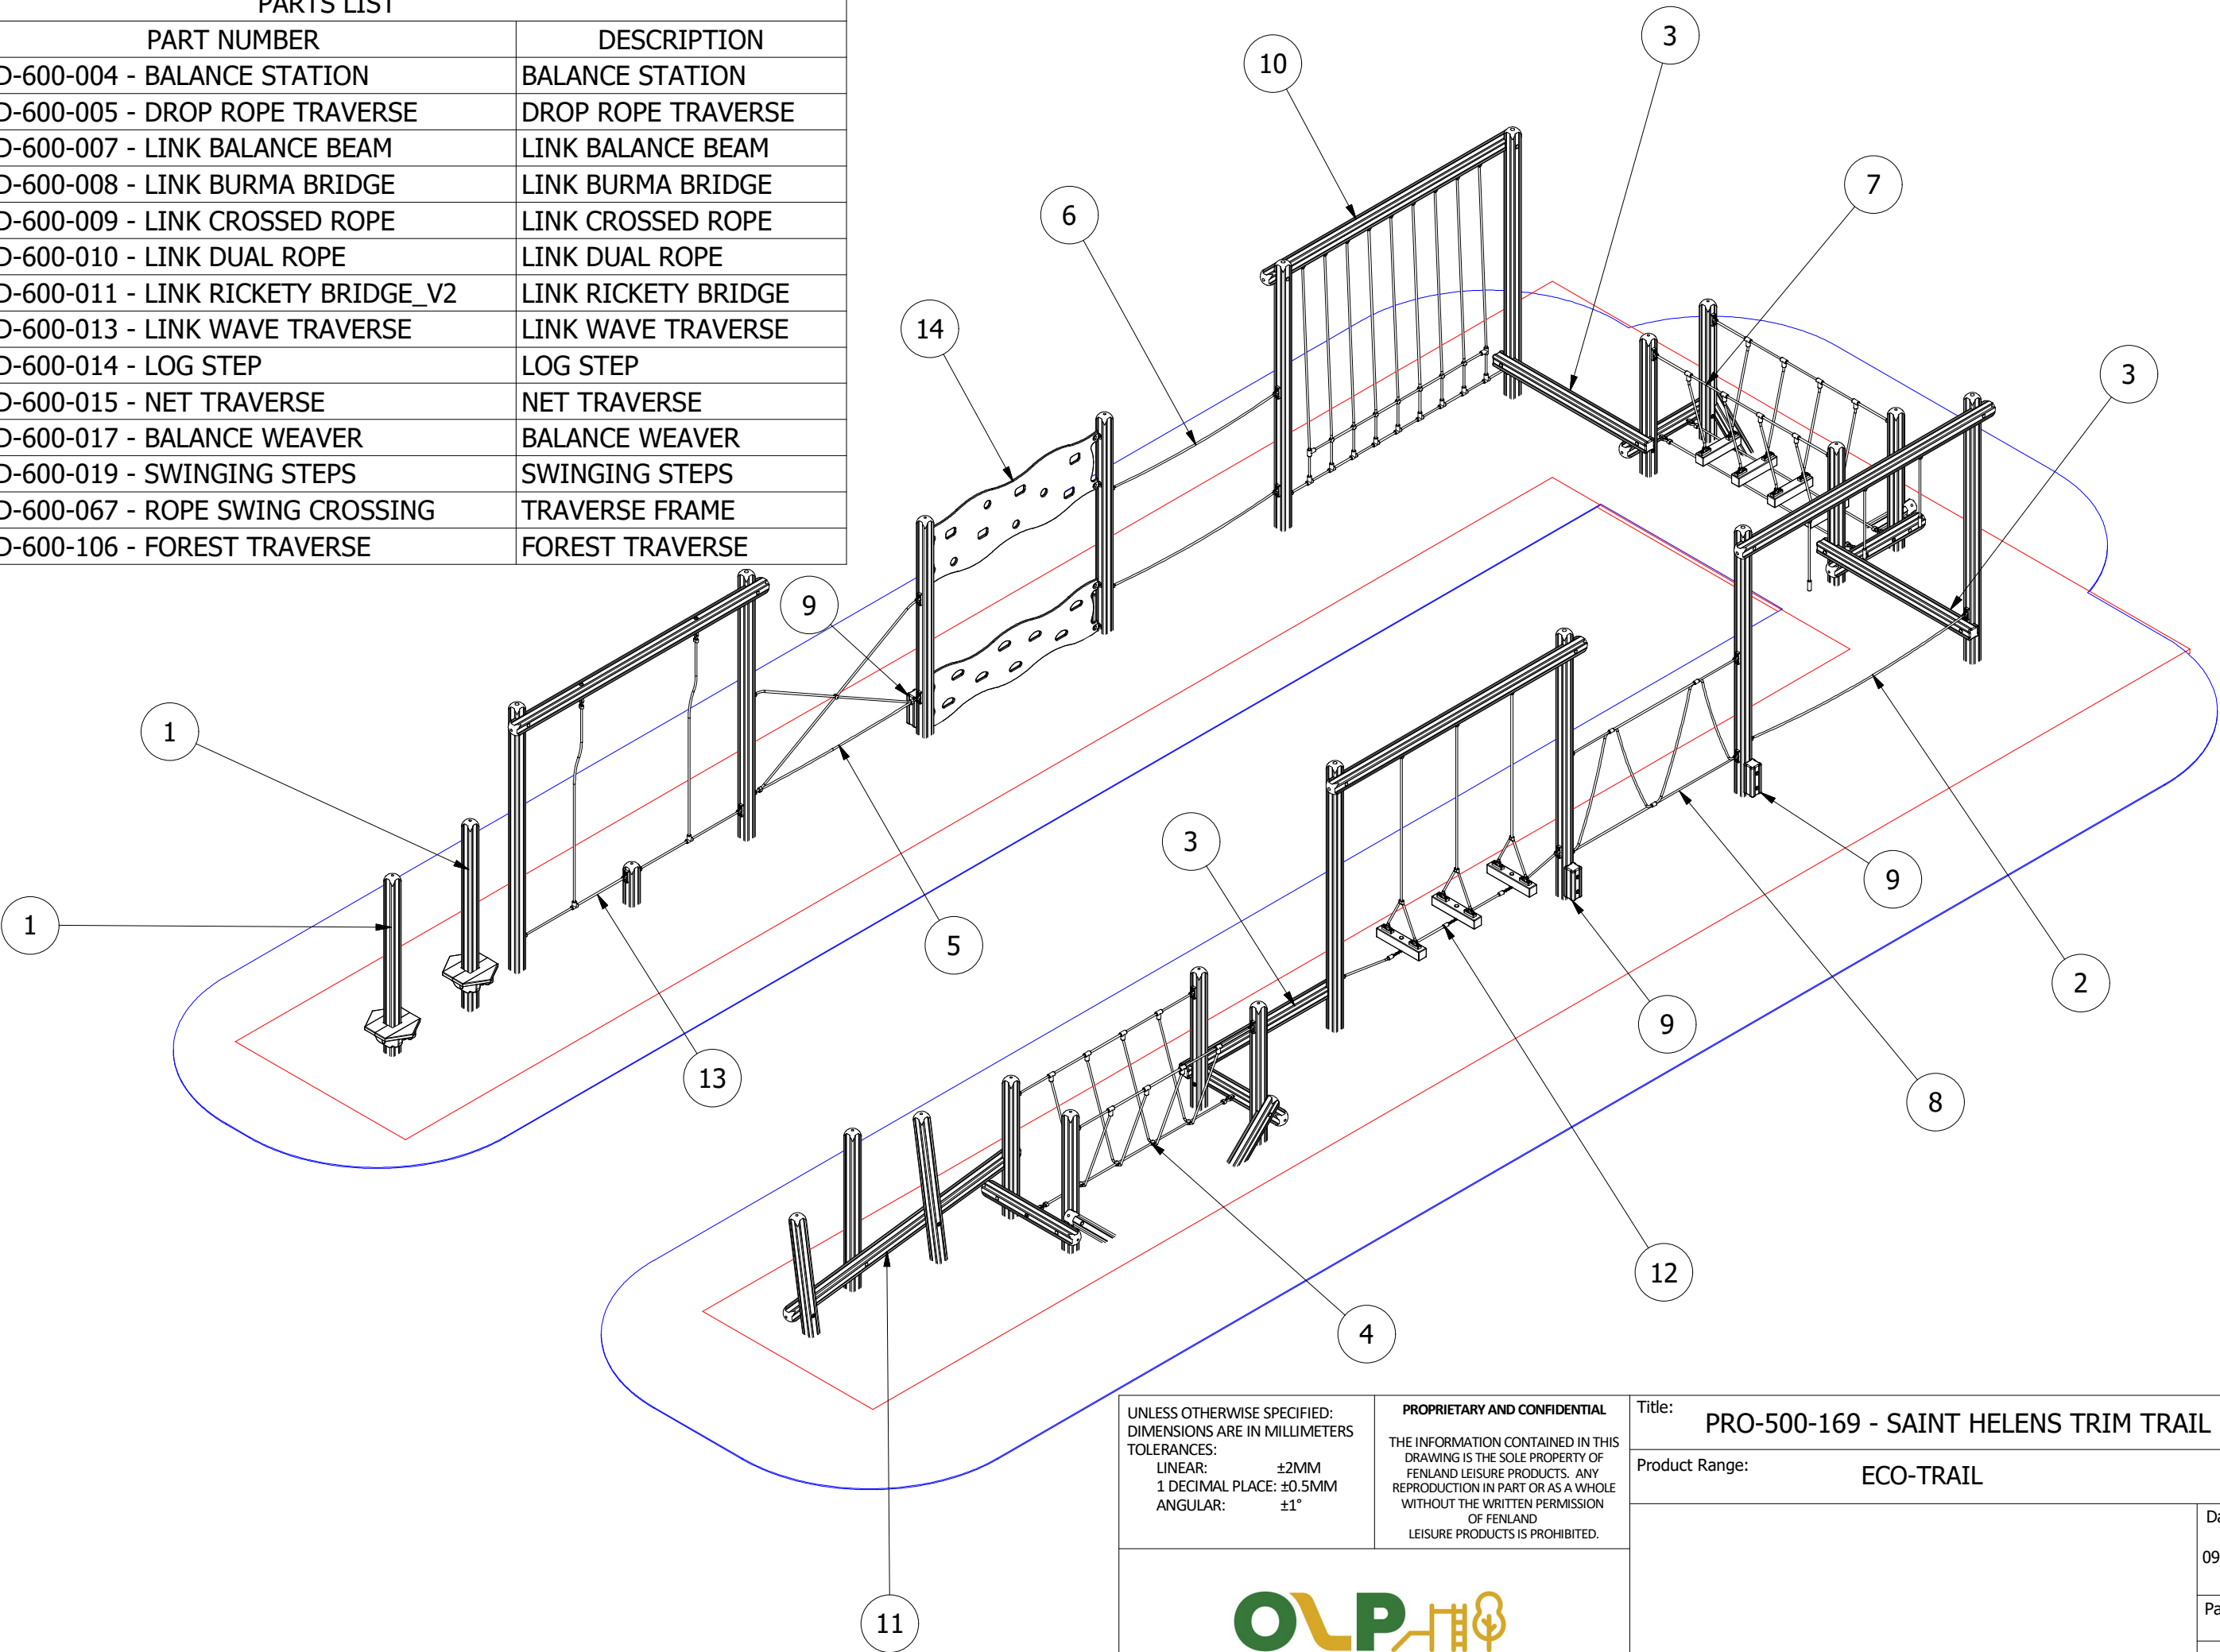 PARTS LIST
PART NUMBER DESCRIPTION
D-600-004 - BALANCE STATION BALANCE STATION
D-600-005 - DROP ROPE TRAVERSE DROP ROPE TRAVERSE
D-600-007 - LINK BALANCE BEAM LINK BALANCE BEAM
D-600-008 - LINK BURMA BRIDGE LINK BURMA BRIDGE
D-600-009 - LINK CROSSED ROPE LINK CROSSED ROPE
D-600-010 - LINK DUAL ROPE LINK DUAL ROPE
D-600-011 - LINK RICKETY BRIDGE_V2 LINK RICKETY BRIDGE
D-600-013 - LINK WAVE TRAVERSE LINK WAVE TRAVERSE
D-600-014 - LOG STEP LOG STEP
D-600-015 - NET TRAVERSE NET TRAVERSE
D-600-017 - BALANCE WEAVER BALANCE WEAVER
D-600-019 - SWINGING STEPS SWINGING STEPS
D-600-067 - ROPE SWING CROSSING TRAVERSE FRAME
D-600-106 - FOREST TRAVERSE FOREST TRAVERSE
3
10
7
6
14
3
9
1
3
9
1
5
2
9
13
8
12
4
11
UNLESS OTHERWISE SPECIFIED:
DIMENSIONS ARE IN MILLIMETERS
TOLERANCES:
LINEAR: ±2MM
1 DECIMAL PLACE: ±0.5MM
ANGULAR: ±1°
PROPRIETARY AND CONFIDENTIAL
THE INFORMATION CONTAINED IN THIS
DRAWING IS THE SOLE PROPERTY OF
FENLAND LEISURE PRODUCTS. ANY
REPRODUCTION IN PART OR AS A WHOLE
WITHOUT THE WRITTEN PERMISSION
OF FENLAND
LEISURE PRODUCTS IS PROHIBITED.
Title:
PRO-500-169 - SAINT HELENS TRIM TRAIL
Product Range:
ECO-TRAIL
09
OLP